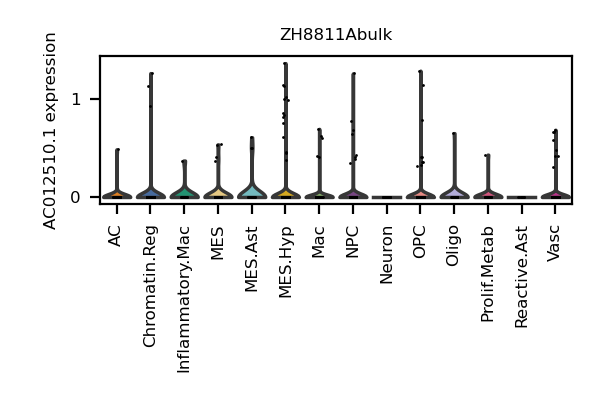 ZH8811Abulk
AC012510.1 expression
1
0
AC
Chromatin.Reg
Inflammatory.Mac
MES
MES.Ast
MES.Hyp
Mac
NPC
Neuron
OPC
Oligo
Prolif.Metab
Reactive.Ast
Vasc